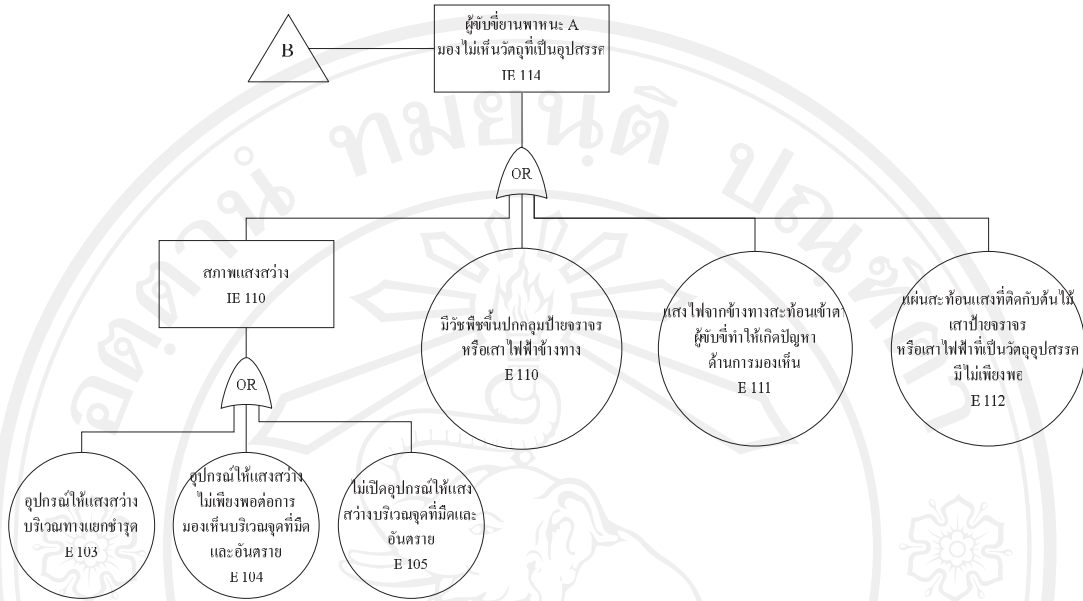 B
ผู้ขับขี่ยานพาหนะ A
มองไม่เห็นวัตถุที่เป็นอุปสรรค
IE 114
OR
สภาพแสงสว่าง
IE 110
มีวัชพืชขึ้นปกคลุมป้ายจราจร
หรือเสาไฟฟ้าข้างทาง
E 110
แสงไฟจากข้างทางสะท้อนเข้าตา
ผู้ขับขี่ทำให้เกิดปัญหา
ด้านการมองเห็น
E 111
แผ่นสะท้อนแสงที่ติดกับต้นไม้
เสาป้ายจราจร
หรือเสาไฟฟ้าที่เป็นวัตถุอุปสรรค
มีไม่เพียงพอ
E 112
OR
อุปกรณ์ให้แสงสว่าง
บริเวณทางแยกชำรุด
E 103
อุปกรณ์ให้แสงสว่าง
ไม่เพียงพอต่อการ
มองเห็นบริเวณจุดที่มืด
และอันตราย
E 104
ไม่เปิดอุปกรณ์ให้แสง
สว่างบริเวณจุดที่มืดและ
อันตราย
E 105
อตฺตานํ ทมยนฺติ ปณฺฑิตา